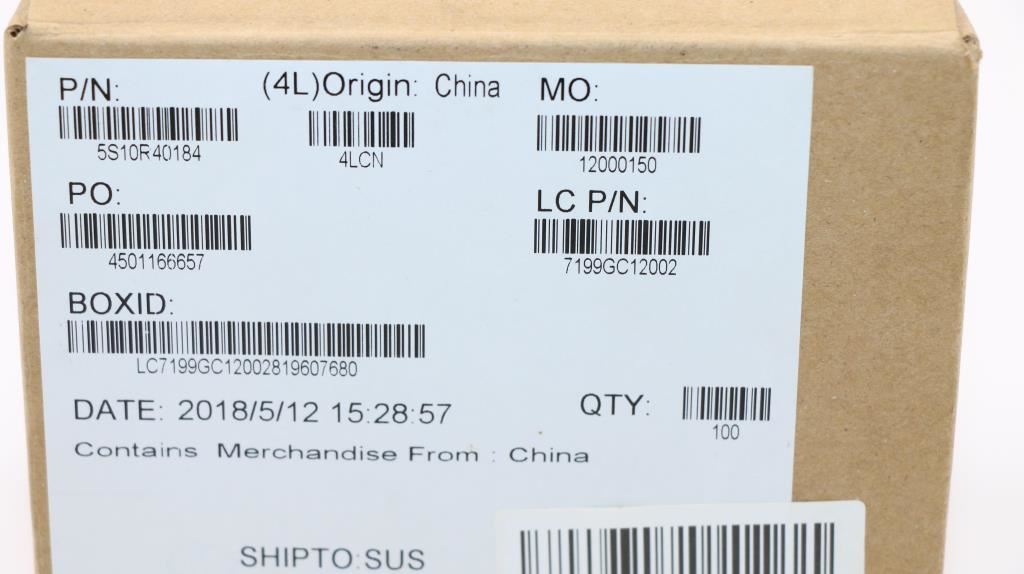 P/N: (4L)Origin: China MO:
5S10R40184 4LCN 12000150
PO: LC P/N:
4501166657 7199GC12002
BOXID:
LC7199GC12002819607680
DATE: 2018/5/12 15:28:57 QTY:
100
Contains Merchandise From : China
SHIPTO:SUS